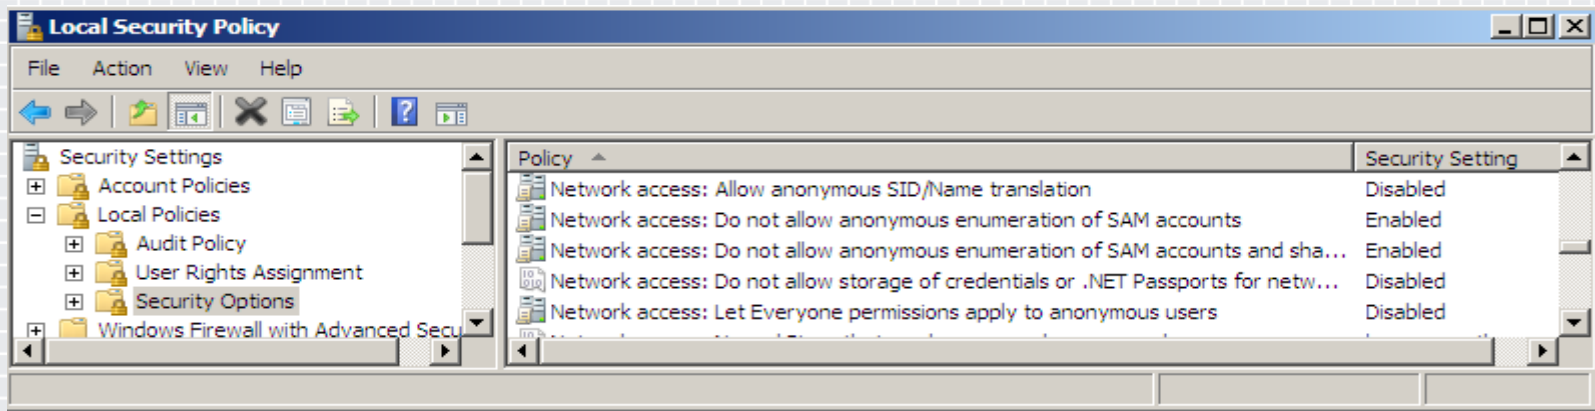 Local Security Policy
File Action View Help
Security Settings
Account Policies
Local Policies
Audit Policy
User Rights Assignment
Security Options
Windows Firewall with Advanced Secu
Policy Security Setting
Network access: Allow anonymous SID/Name translation Disabled
Network access: Do not allow anonymous enumeration of SAM accounts Enabled
Network access: Do not allow anonymous enumeration of SAM accounts and sha... Enabled
Network access: Do not allow storage of credentials or .NET Passports for netw... Disabled
Network access: Let Everyone permissions apply to anonymous users Disabled